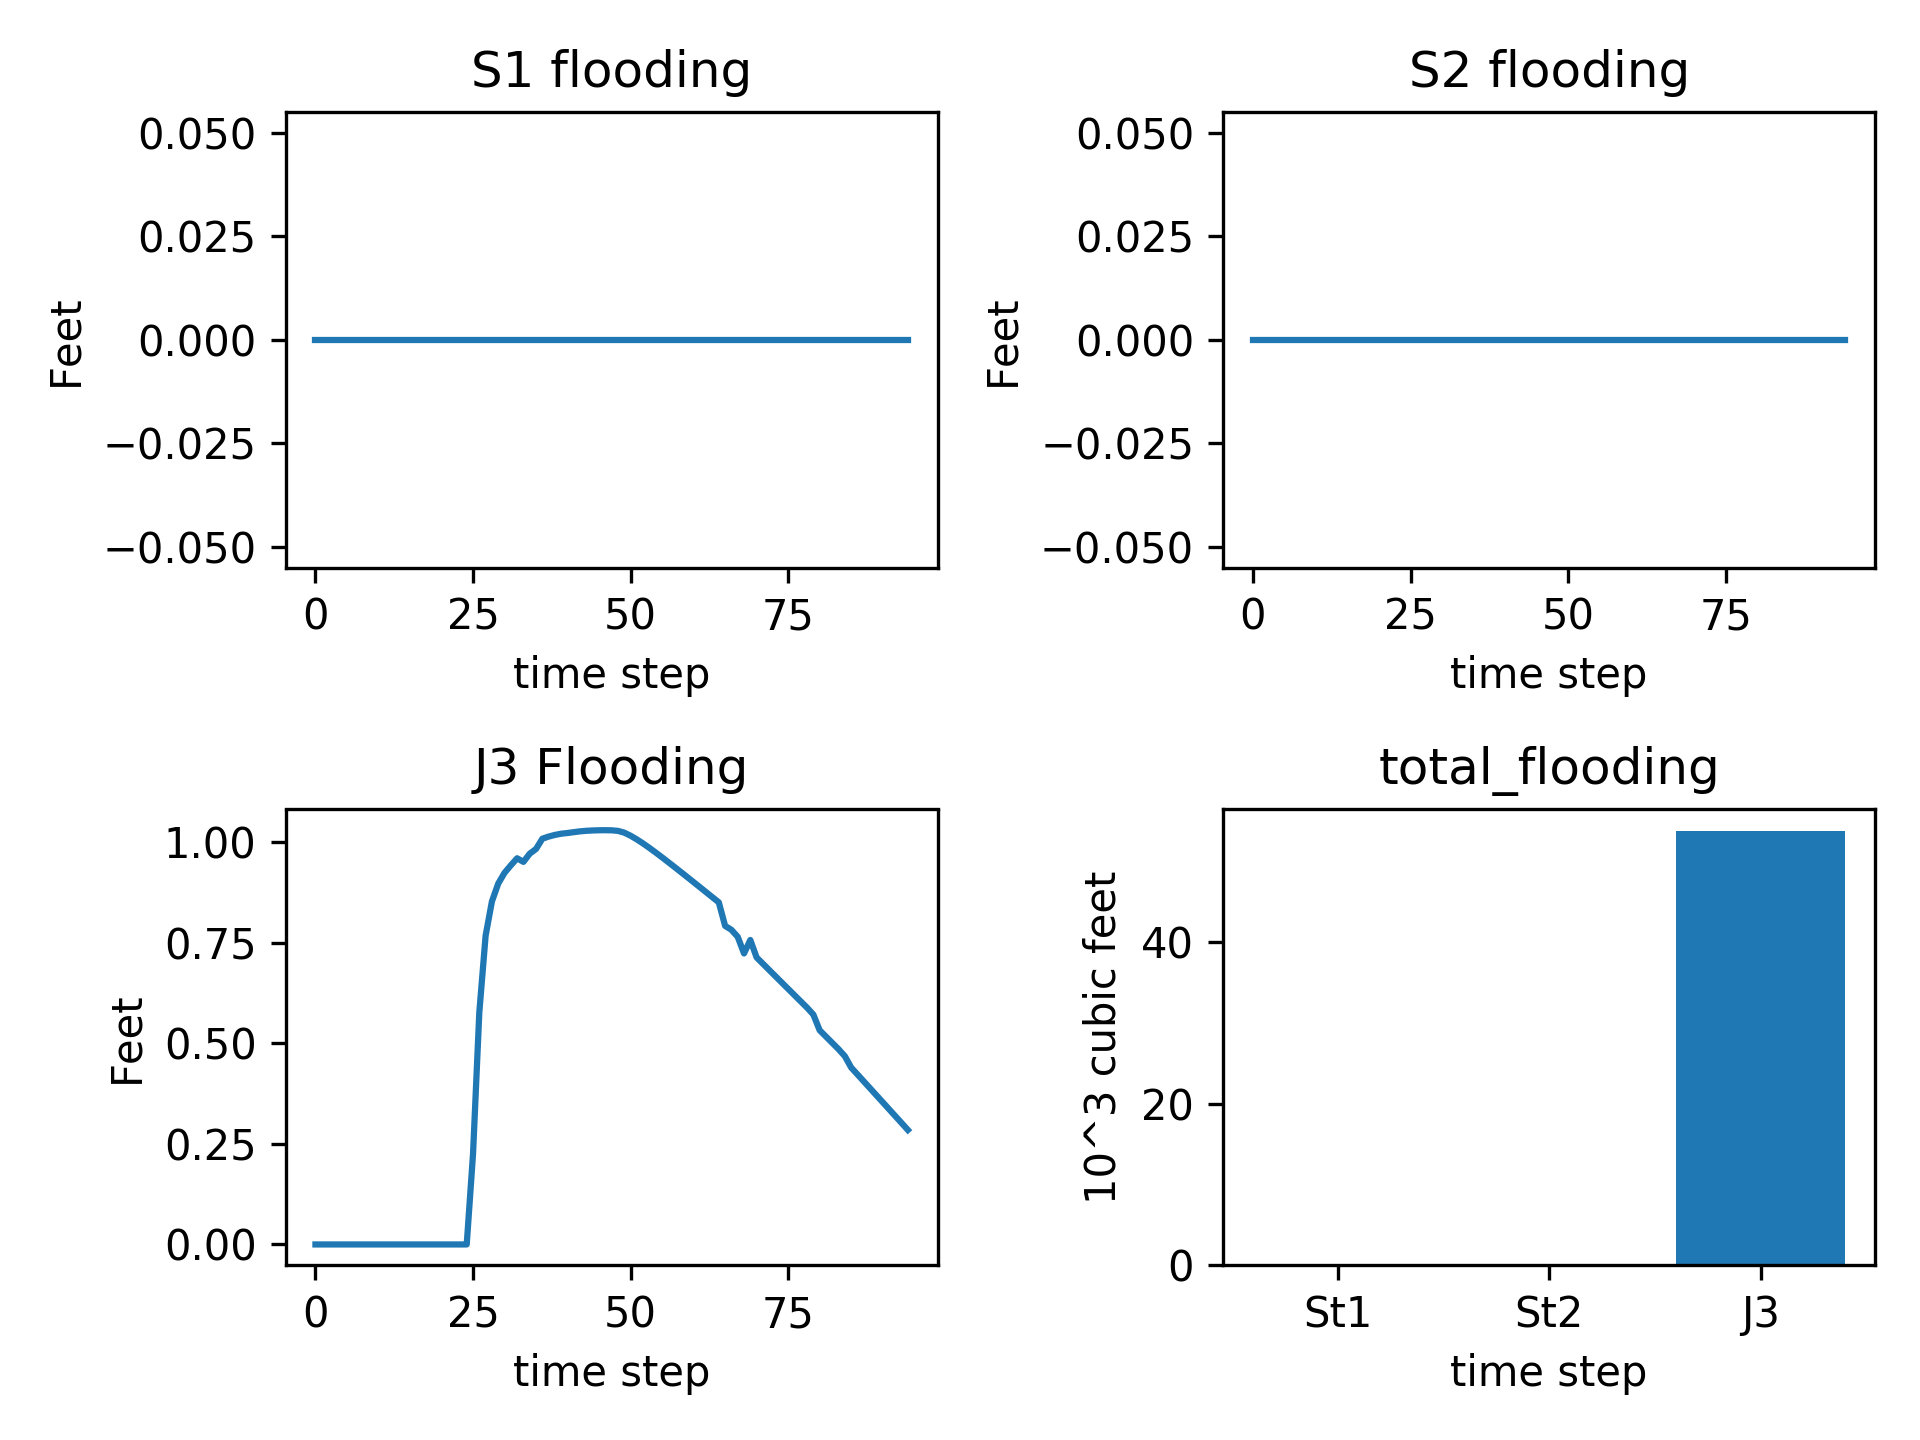 S1 flooding
0.050
0.025
0.000
−0.025
−0.050
Feet
0 25 50 75
time step
S2 flooding
0.050
0.025
0.000
−0.025
−0.050
Feet
0 25 50 75
time step
J3 Flooding
1.00
0.75
0.50
0.25
0.00
Feet
0 25 50 75
time step
total_flooding
40
20
0
10^3 cubic feet
St1 St2 J3
time step